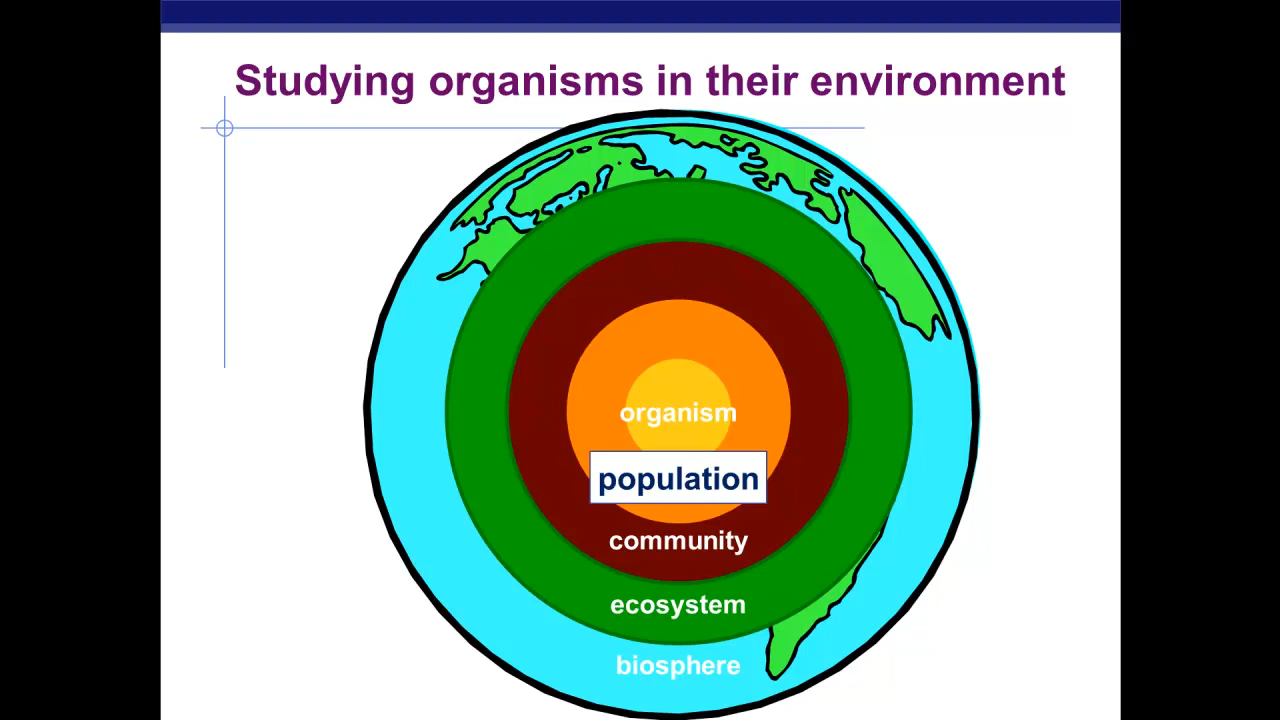 Studying organisms in their environment
organism
population
community
ecosystem
biosphere